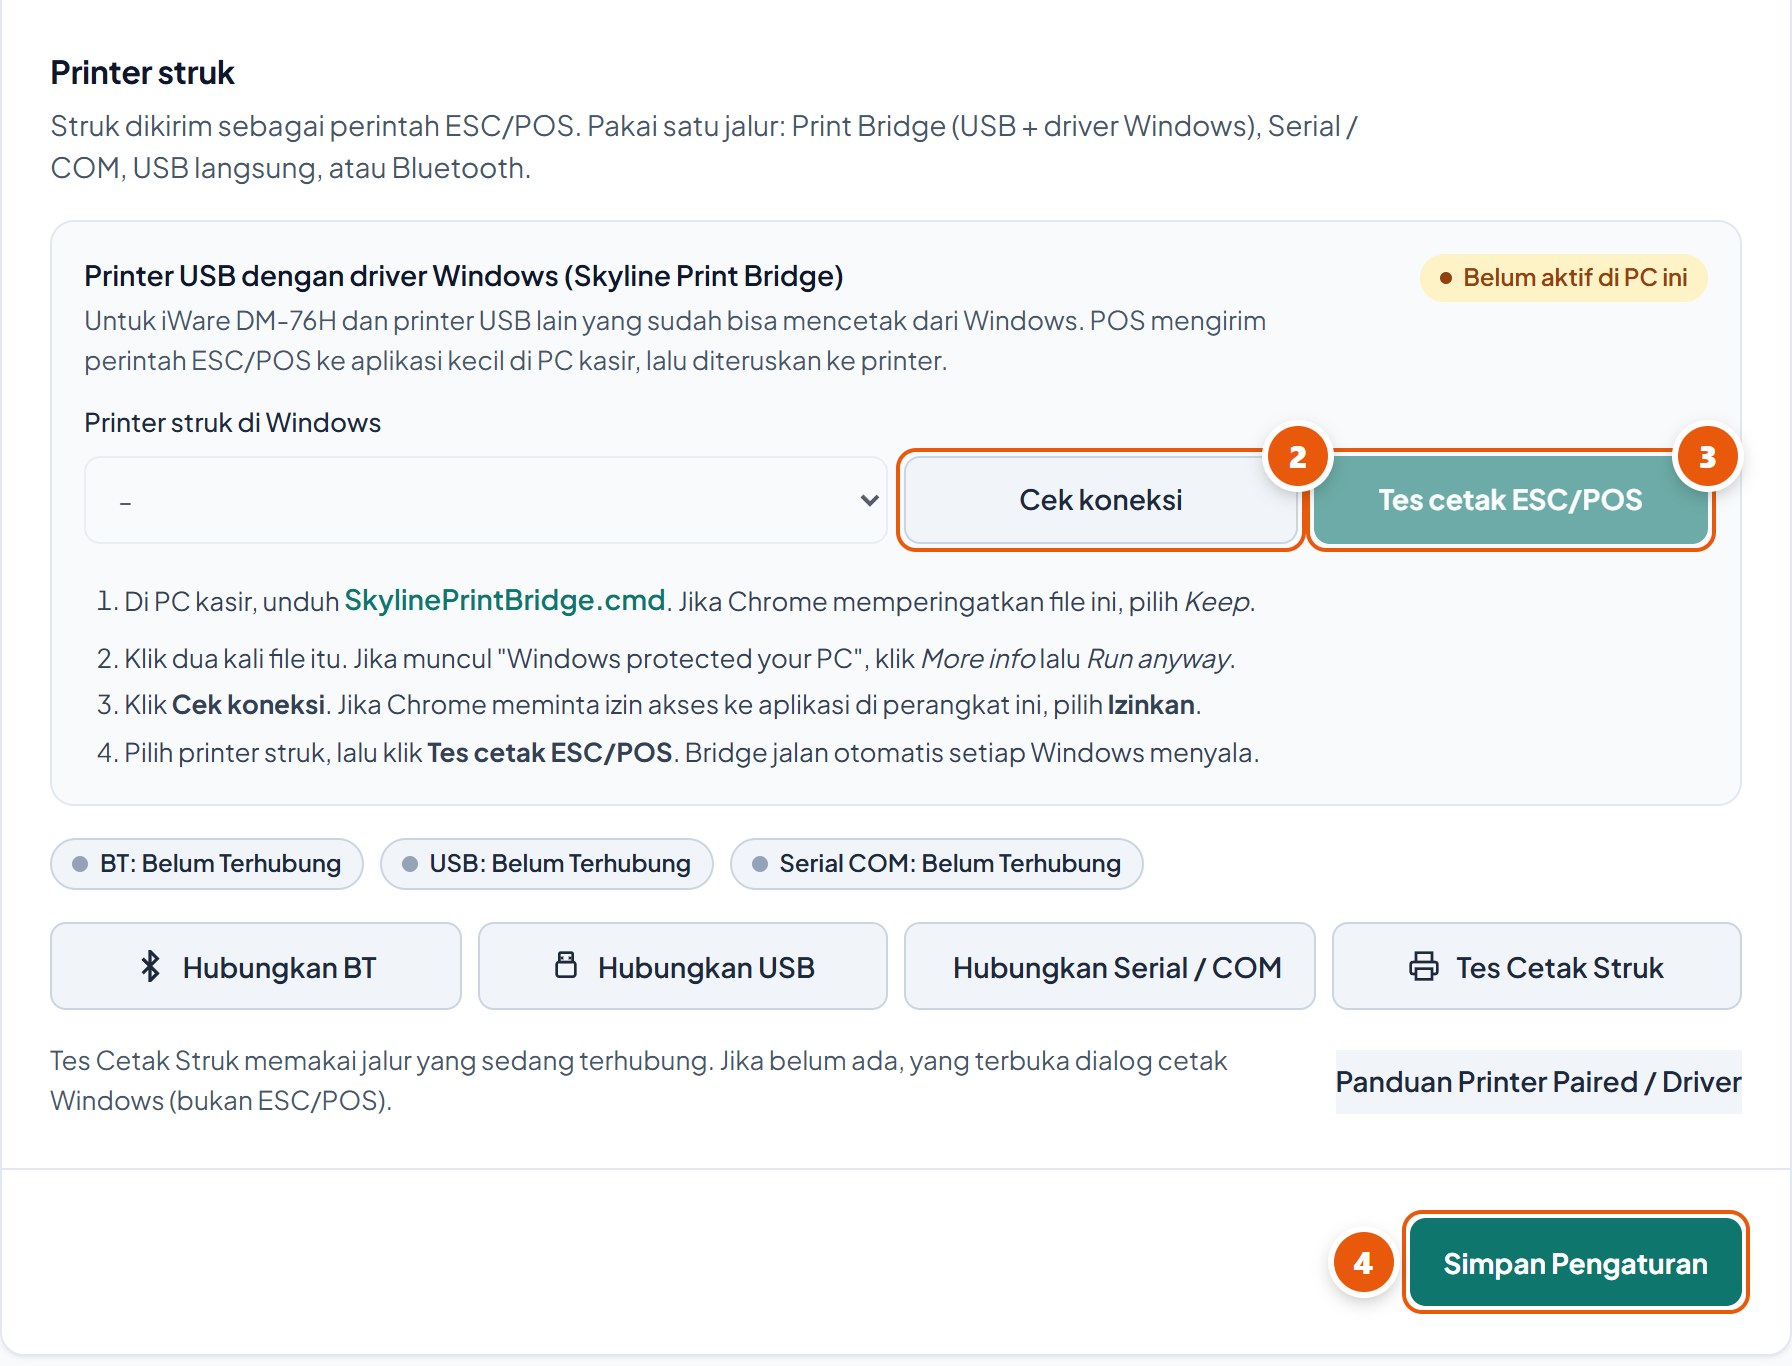 Printer struk
Struk dikirim sebagai perintah ESC/POS. Pakai satu jalur: Print Bridge (USB + driver Windows), Serial /
COM, USB langsung, atau Bluetooth.
Printer USB dengan driver Windows (Skyline Print Bridge)
Belum aktif di PC ini
Untuk iWare DM-76H dan printer USB lain yang sudah bisa mencetak dari Windows. POS mengirim
perintah ESC/POS ke aplikasi kecil di PC kasir, lalu diteruskan ke printer.
Printer struk di Windows
–
Cek koneksi
2
Tes cetak ESC/POS
3
1. Di PC kasir, unduh SkylinePrintBridge.cmd. Jika Chrome memperingatkan file ini, pilih Keep.
2. Klik dua kali file itu. Jika muncul "Windows protected your PC", klik More info lalu Run anyway.
3. Klik Cek koneksi. Jika Chrome meminta izin akses ke aplikasi di perangkat ini, pilih Izinkan.
4. Pilih printer struk, lalu klik Tes cetak ESC/POS. Bridge jalan otomatis setiap Windows menyala.
BT: Belum Terhubung
USB: Belum Terhubung
Serial COM: Belum Terhubung
Hubungkan BT
Hubungkan USB
Hubungkan Serial / COM
Tes Cetak Struk
Tes Cetak Struk memakai jalur yang sedang terhubung. Jika belum ada, yang terbuka dialog cetak
Windows (bukan ESC/POS).
Panduan Printer Paired / Driver
4
Simpan Pengaturan